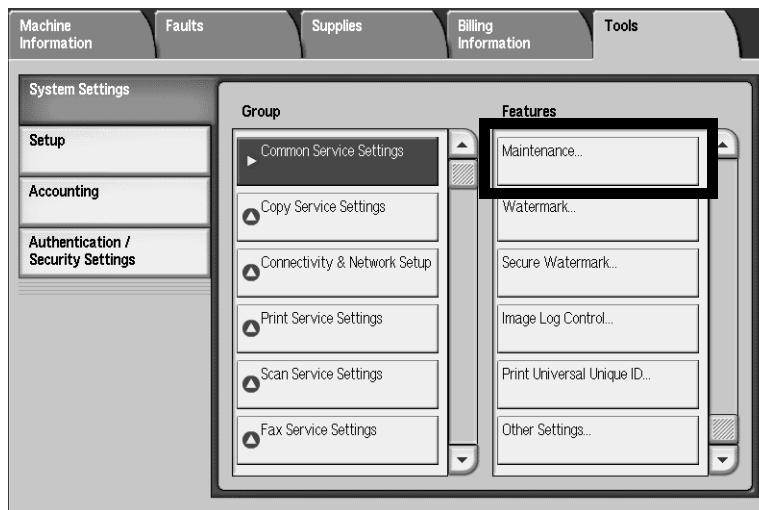 Machine
Information
Faults
Supplies
Billing
Information
Tools
System Settings
Setup
Accounting
Authentication /
Security Settings
Group
Common Service Settings
Copy Service Settings
Connectivity & Network Setup
Print Service Settings
Scan Service Settings
Fax Service Settings
Features
Maintenance...
Watermark...
Secure Watermark...
Image Log Control...
Print Universal Unique ID...
Other Settings...